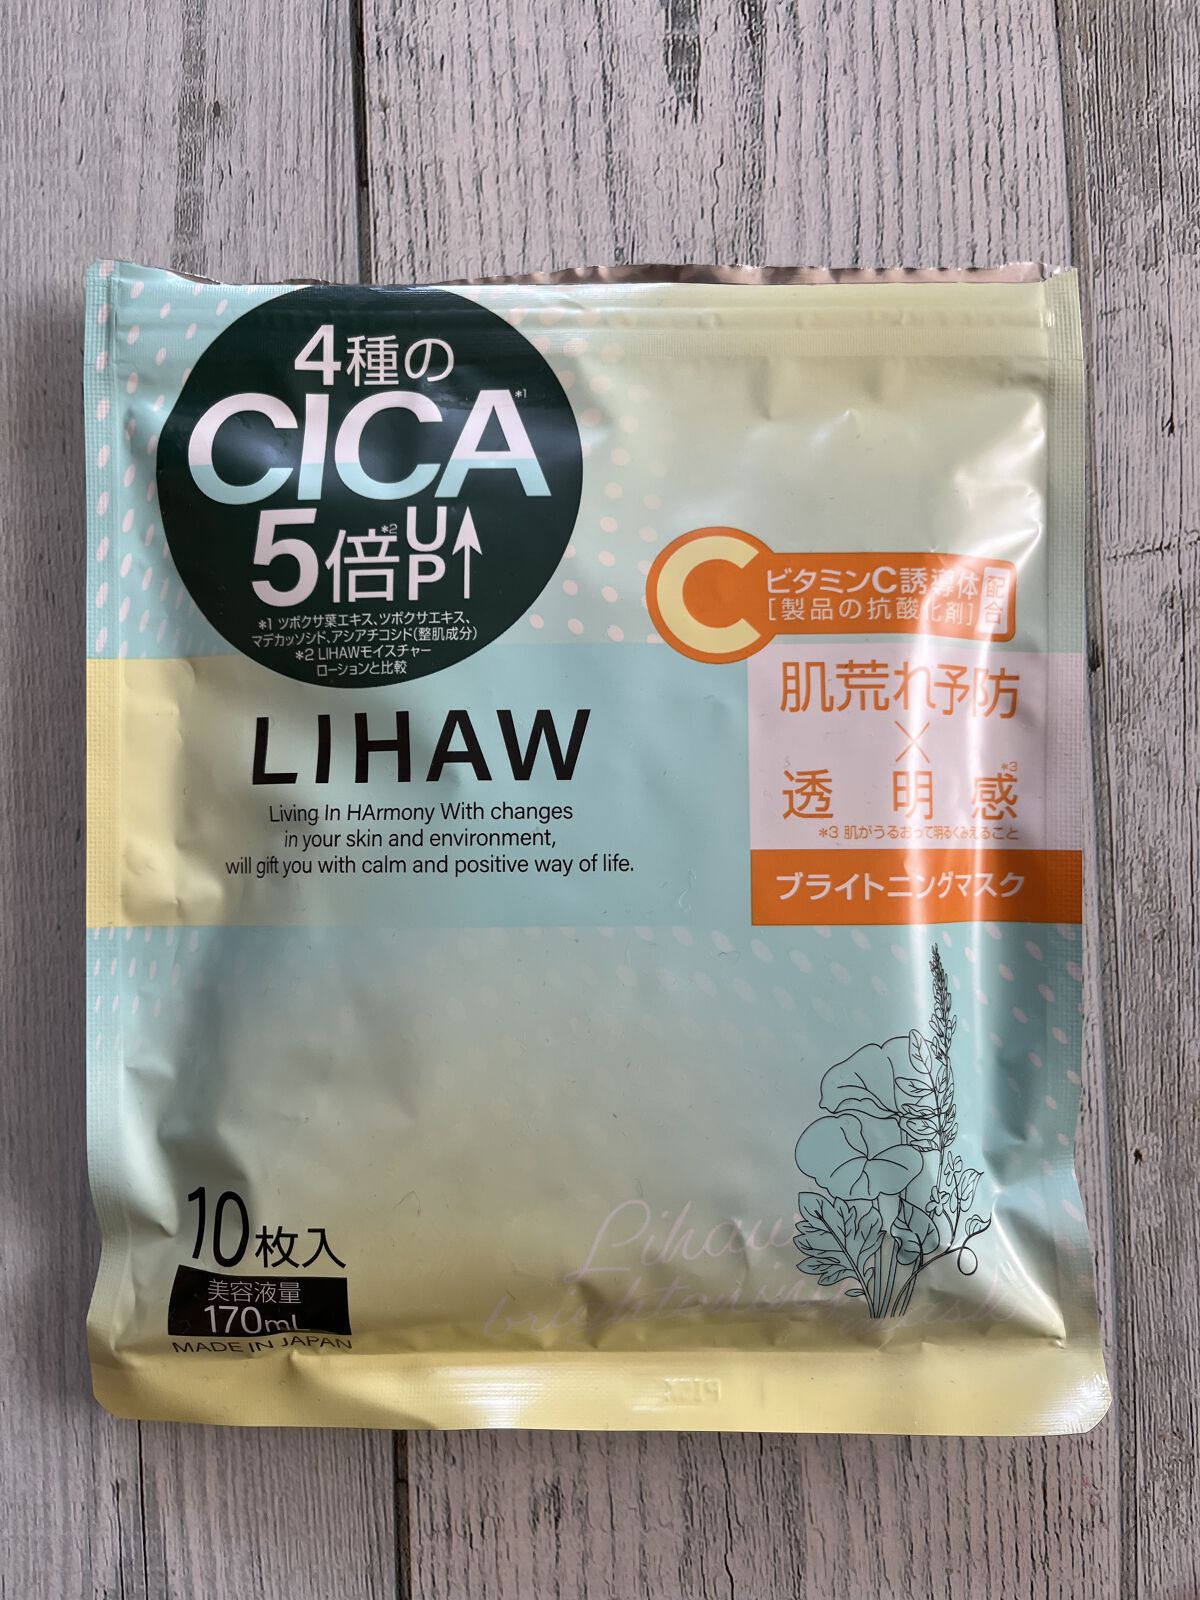 4種の
CICA*1
5倍*2 UP
*1 ツボクサ葉エキス、ツボクサエキス、
マデカッソシド、アシアチコシド(整肌成分)
*2 LIHAWモイスチャー
ローションと比較
C
ビタミンC誘導体
[製品の抗酸化剤]
配合
肌荒れ予防
×
透明感*3
*3 肌がうるおって明るくみえること
ブライトニングマスク
LIHAW
Living In HArmony With changes
in your skin and environment,
will gift you with calm and positive way of life.
10枚入
美容液量
170mL
MADE IN JAPAN
Lihaw
brightening mask